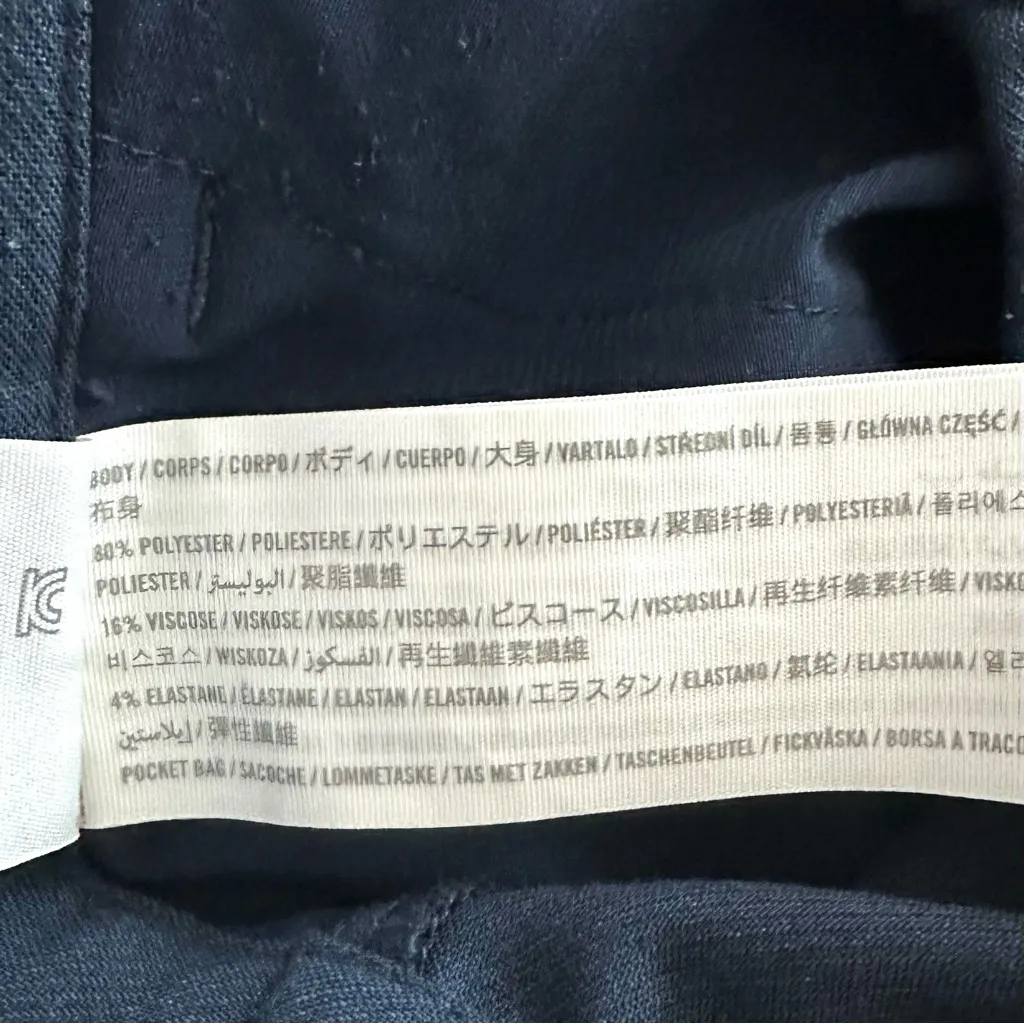 BODY / CORPS / CORPO / ボディ / CUERPO / 大身 / VARTALO / STŘEDNÍ DÍL / 몸통 / GŁÓWNA CZĘŚĆ /
布身
80% POLYESTER / POLIESTERE / ポリエステル / POLIÉSTER / 聚酯纤维 / POLYESTERIÄ / 폴리에스
POLIESTER / البوليستر / 聚脂纖維
16% VISCOSE / VISKOSE / VISKOS / VISCOSA / ビスコース / VISCOSILLA / 再生纤维素纤维 / VISKO
비스코스 / WISKOZA / الفسكوز / 再生纖維素纖維
4% ELASTANE / ÉLASTANE / ELASTAN / ELASTAAN / エラスタン / ELASTANO / 氨纶 / ELASTAANIA / 엘라
إيلاستين / 彈性纖維
POCKET BAG / SACOCHE / LOMMETASKE / TAS MET ZAKKEN / TASCHENBEUTEL / FICKVÄSKA / BORSA A TRACO